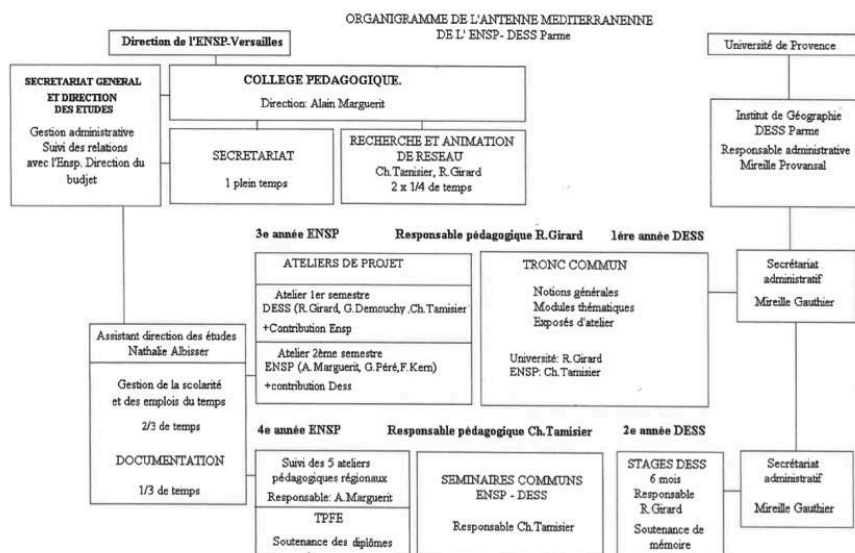 ORGANIGRAMME DE L'ANTENNE MEDITERRANENNE
DE L' ENSP- DESS Parme
Direction de l'ENSP-Versailles
Université de Provence
SECRETARIAT GENERAL
ET DIRECTION
DES ETUDES
Gestion administrative
Suivi des relations
avec l'Ensp. Direction du
budjet
COLLEGE PEDAGOGIQUE.
Direction: Alain Marguerit
SECRETARIAT
1 plein temps
RECHERCHE ET ANIMATION
DE RESEAU
Ch.Tamisier, R.Girard
2 x 1/4 de temps
Institut de Géographie
DESS Parme
Responsable administrative
Mireille Provansal
3e année ENSP
Responsable pédagogique R.Girard
1ére année DESS
ATELIERS DE PROJET
Atelier 1er semestre
DESS (R.Girard, G.Demouchy ,Ch.Tamisier
+Contribution Ensp
Atelier 2ème semestre
ENSP (A.Marguerit, G.Péré,F.Kern)
+contribution Dess
TRONC COMMUN
Notions générales
Modules thématiques
Exposés d'atelier
Université: R.Girard
ENSP: Ch.Tamisier
Secrétariat
administratif
Mireille Gauthier
Assistant direction des études
Nathalie Albisser
Gestion de la scolarité
et des emplois du temps
2/3 de temps
DOCUMENTATION
1/3 de temps
4e année ENSP
Responsable pédagogique Ch.Tamisier
2e année DESS
Suivi des 5 ateliers
pédagogiques régionaux
Responsable: A.Marguerit
TPFE
Soutenance des diplômes
SEMINAIRES COMMUNS
ENSP - DESS
Responsable Ch.Tamisier
STAGES DESS
6 mois
Responsable
R.Girard
Soutenance de
mémoire
Secrétariat
administratif
Mireille Gauthier